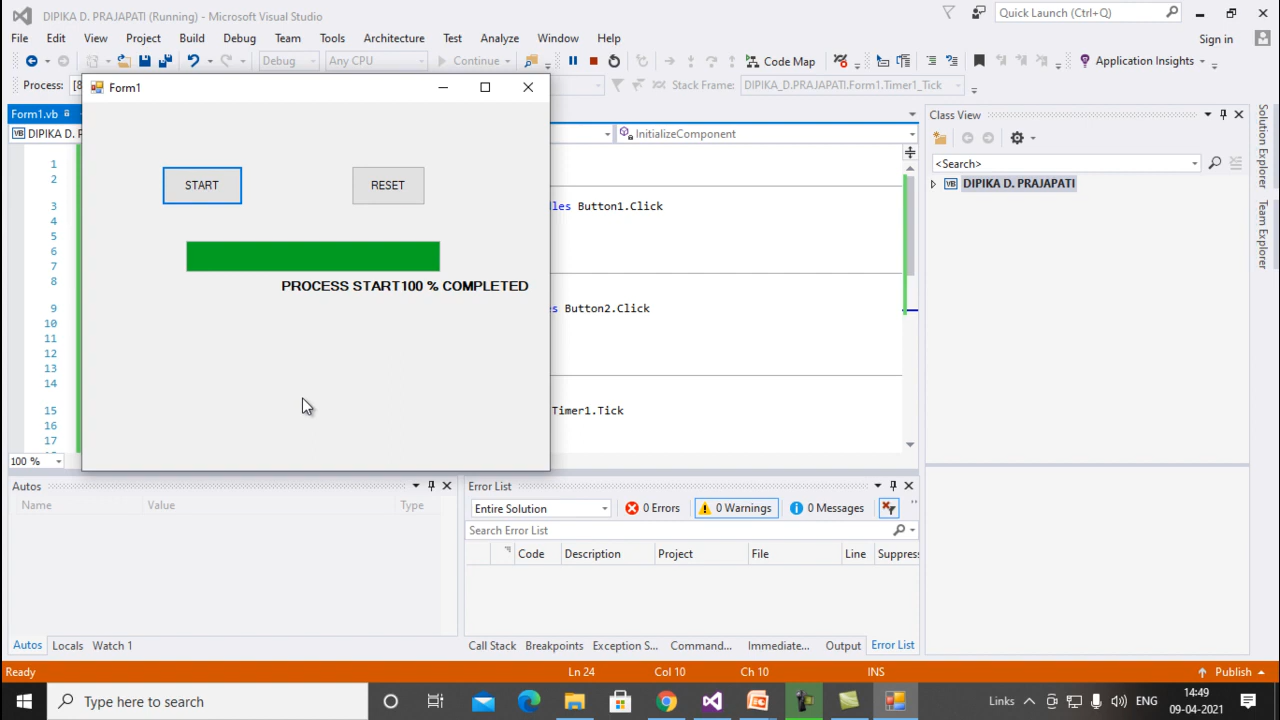 DIPIKA D. PRAJAPATI (Running) - Microsoft Visual Studio
Quick Launch (Ctrl+Q)
File Edit View Project Build Debug Team Tools Architecture Test Analyze Window Help
Sign in
Debug Any CPU Continue Code Map Application Insights
Process: [8 Stack Frame: DIPIKA_D.PRAJAPATI.Form1.Timer1_Tick
Form1
Form1.vb
Class View
VB DIPIKA D. P
InitializeComponent
<Search>
VB DIPIKA D. PRAJAPATI
Solution Explorer
Team Explorer
START
RESET
PROCESS START100 % COMPLETED
1
2
3 les Button1.Click
4
5
6
7
8
9 s Button2.Click
10
11
12
13
14
15 Timer1.Tick
16
17
100 %
Autos
Name Value Type
Error List
Entire Solution 0 Errors 0 Warnings 0 Messages
Search Error List
Code Description Project File Line Suppress
Autos Locals Watch 1
Call Stack Breakpoints Exception S... Command... Immediate... Output Error List
Ready Ln 24 Col 10 Ch 10 INS Publish
Type here to search
Links ENG 14:49
09-04-2021